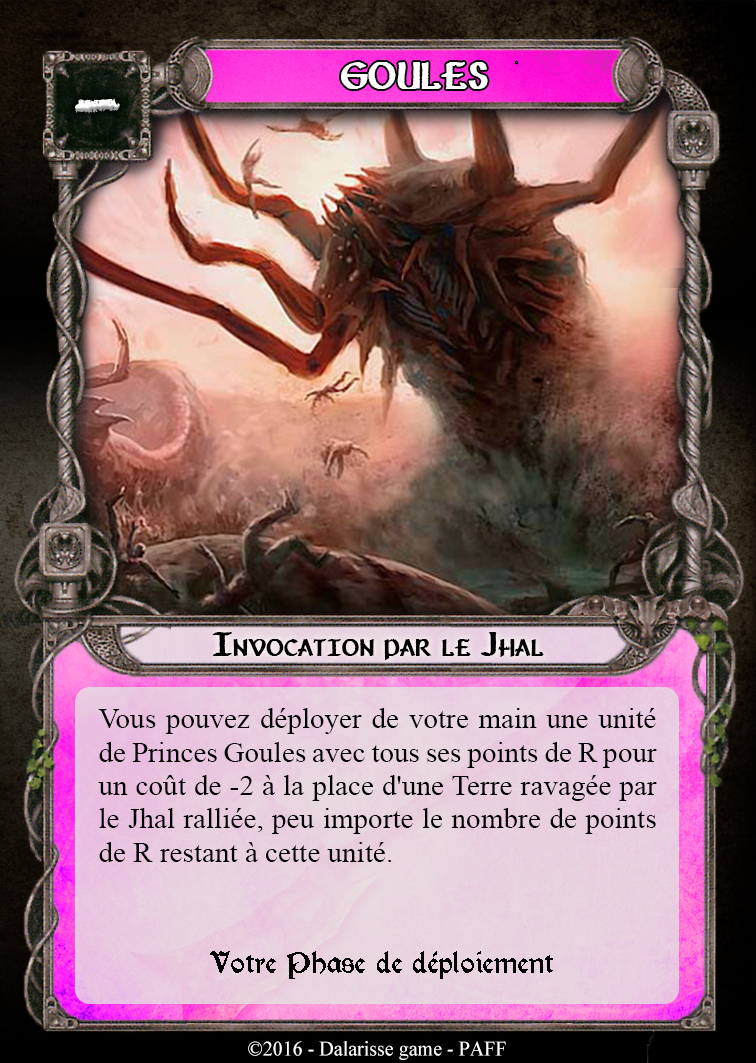 -
GOULES
Invocation par le Jhal
Vous pouvez déployer de votre main une unité
de Princes Goules avec tous ses points de R pour
un coût de -2 à la place d'une Terre ravagée par
le Jhal ralliée, peu importe le nombre de points
de R restant à cette unité.
Votre Phase de déploiement
©2016 - Dalarisse game - PAFF